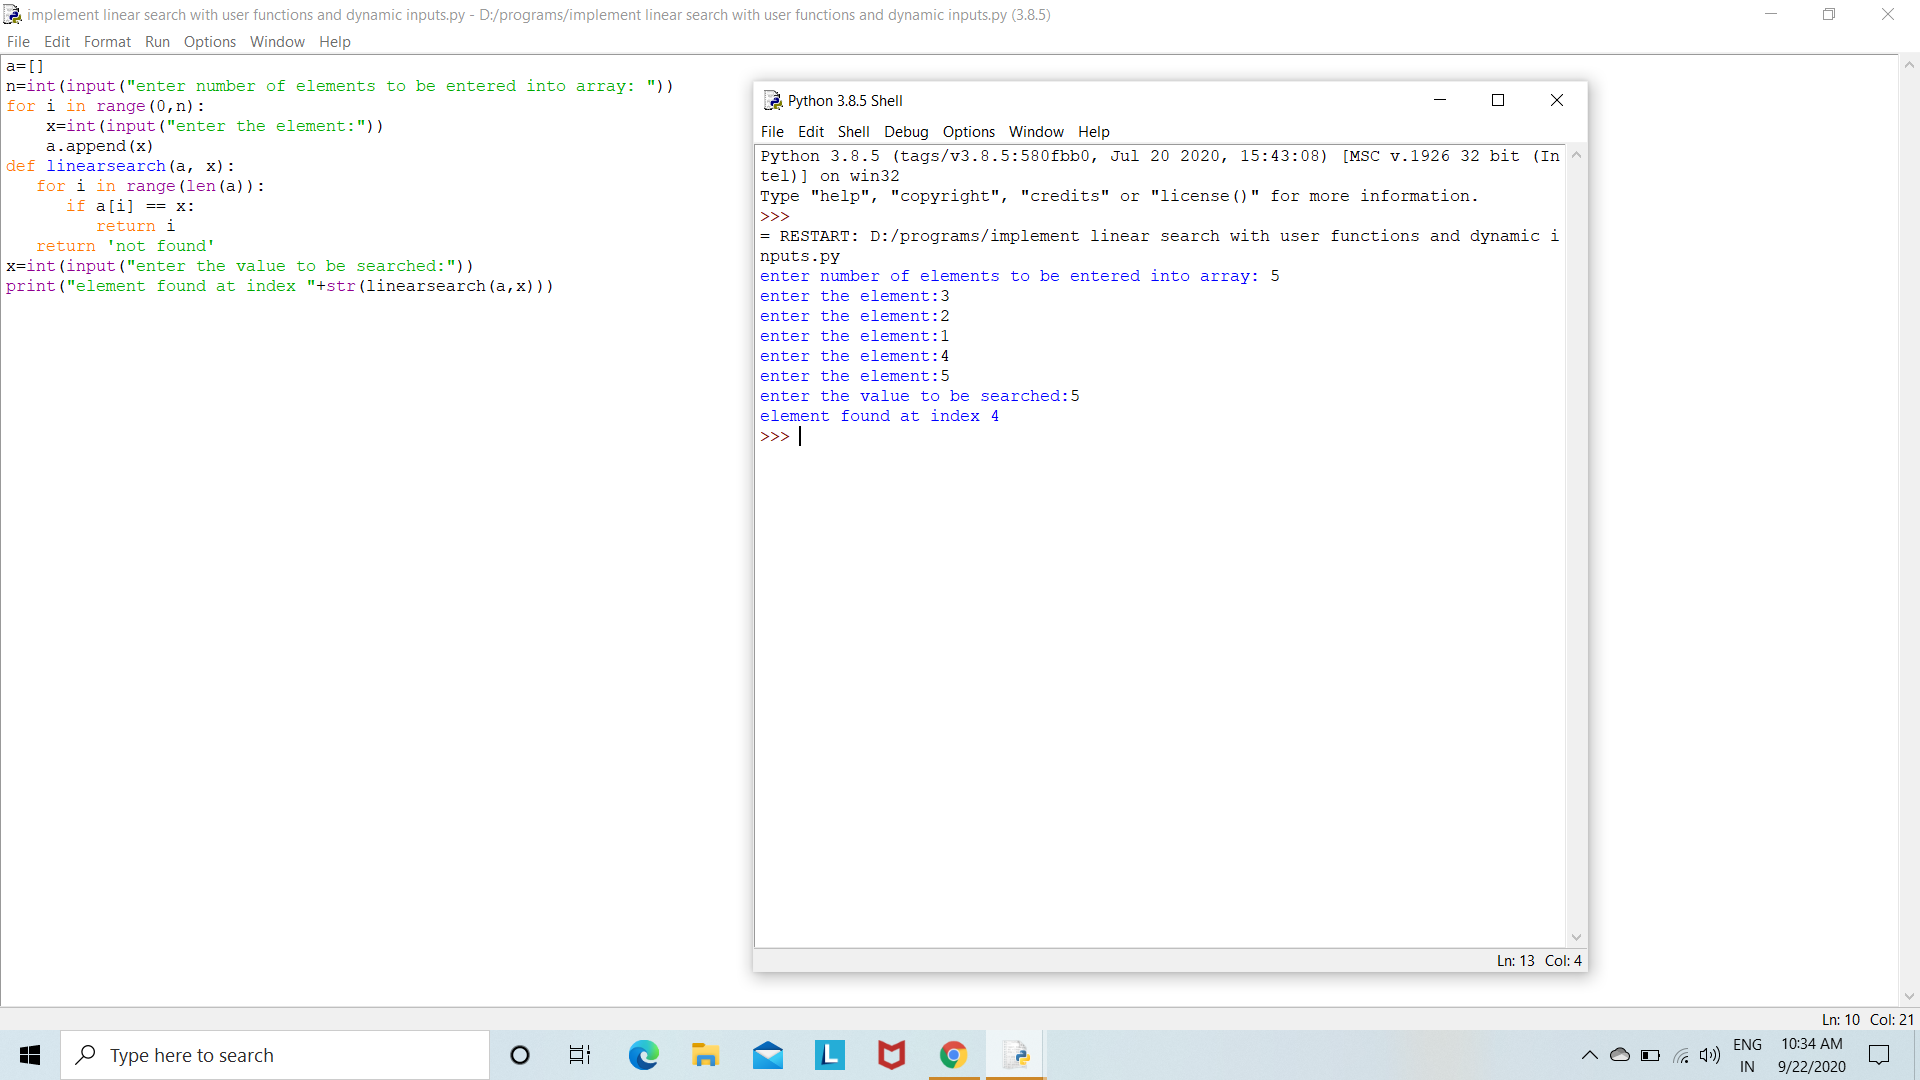 implement linear search with user functions and dynamic inputs.py - D:/programs/implement linear search with user functions and dynamic inputs.py (3.8.5)
File Edit Format Run Options Window Help
a=[]
n=int(input("enter number of elements to be entered into array: "))
for i in range(0,n):
    x=int(input("enter the element:"))
    a.append(x)
def linearsearch(a, x):
   for i in range(len(a)):
      if a[i] == x:
         return i
   return 'not found'
x=int(input("enter the value to be searched:"))
print("element found at index "+str(linearsearch(a,x)))
Python 3.8.5 Shell
File Edit Shell Debug Options Window Help
Python 3.8.5 (tags/v3.8.5:580fbb0, Jul 20 2020, 15:43:08) [MSC v.1926 32 bit (In
tel)] on win32
Type "help", "copyright", "credits" or "license()" for more information.
>>>
= RESTART: D:/programs/implement linear search with user functions and dynamic i
nputs.py
enter number of elements to be entered into array: 5
enter the element:3
enter the element:2
enter the element:1
enter the element:4
enter the element:5
enter the value to be searched:5
element found at index 4
>>>
Ln: 13 Col: 4
Ln: 10 Col: 21
Type here to search
L
ENG
IN
10:34 AM
9/22/2020